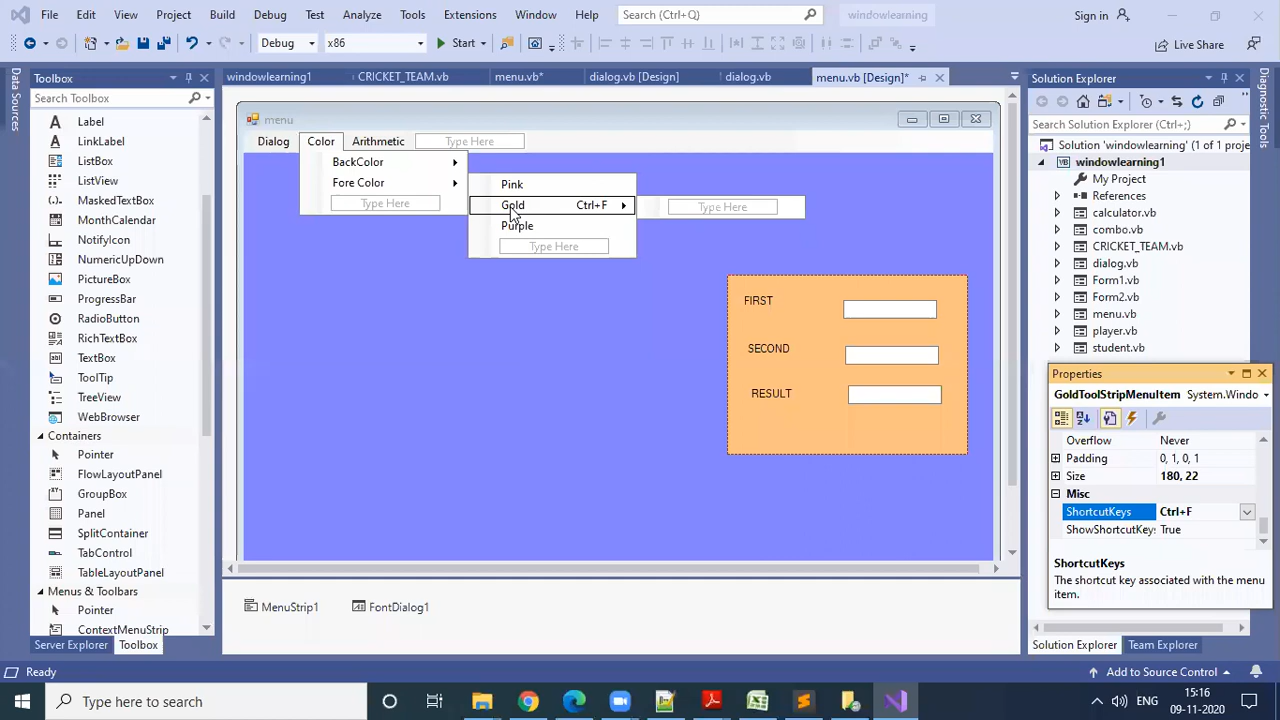 File Edit View Project Build Debug Test Analyze Tools Extensions Window Help Search (Ctrl+Q) windowlearning Sign in
Debug x86 Start Live Share
Data Sources
Toolbox
Search Toolbox
Label
LinkLabel
ListBox
ListView
MaskedTextBox
MonthCalendar
NotifyIcon
NumericUpDown
PictureBox
ProgressBar
RadioButton
RichTextBox
TextBox
ToolTip
TreeView
WebBrowser
Containers
Pointer
FlowLayoutPanel
GroupBox
Panel
SplitContainer
TabControl
TableLayoutPanel
Menus & Toolbars
Pointer
ContextMenuStrip
Server Explorer Toolbox
windowlearning1 CRICKET_TEAM.vb menu.vb* dialog.vb [Design] dialog.vb menu.vb [Design]*
menu
Dialog Color Arithmetic Type Here
BackColor
Fore Color
Type Here
Pink
Gold Ctrl+F
Purple
Type Here
Type Here
FIRST
SECOND
RESULT
MenuStrip1 FontDialog1
Solution Explorer
Search Solution Explorer (Ctrl+;)
Solution 'windowlearning' (1 of 1 proje
windowlearning1
My Project
References
calculator.vb
combo.vb
CRICKET_TEAM.vb
dialog.vb
Form1.vb
Form2.vb
menu.vb
player.vb
student.vb
Properties
GoldToolStripMenuItem System.Windo
Overflow Never
Padding 0, 1, 0, 1
Size 180, 22
Misc
ShortcutKeys Ctrl+F
ShowShortcutKey: True
ShortcutKeys
The shortcut key associated with the menu
item.
Solution Explorer Team Explorer
Diagnostic Tools
Ready Add to Source Control
Type here to search
ENG
15:16
09-11-2020